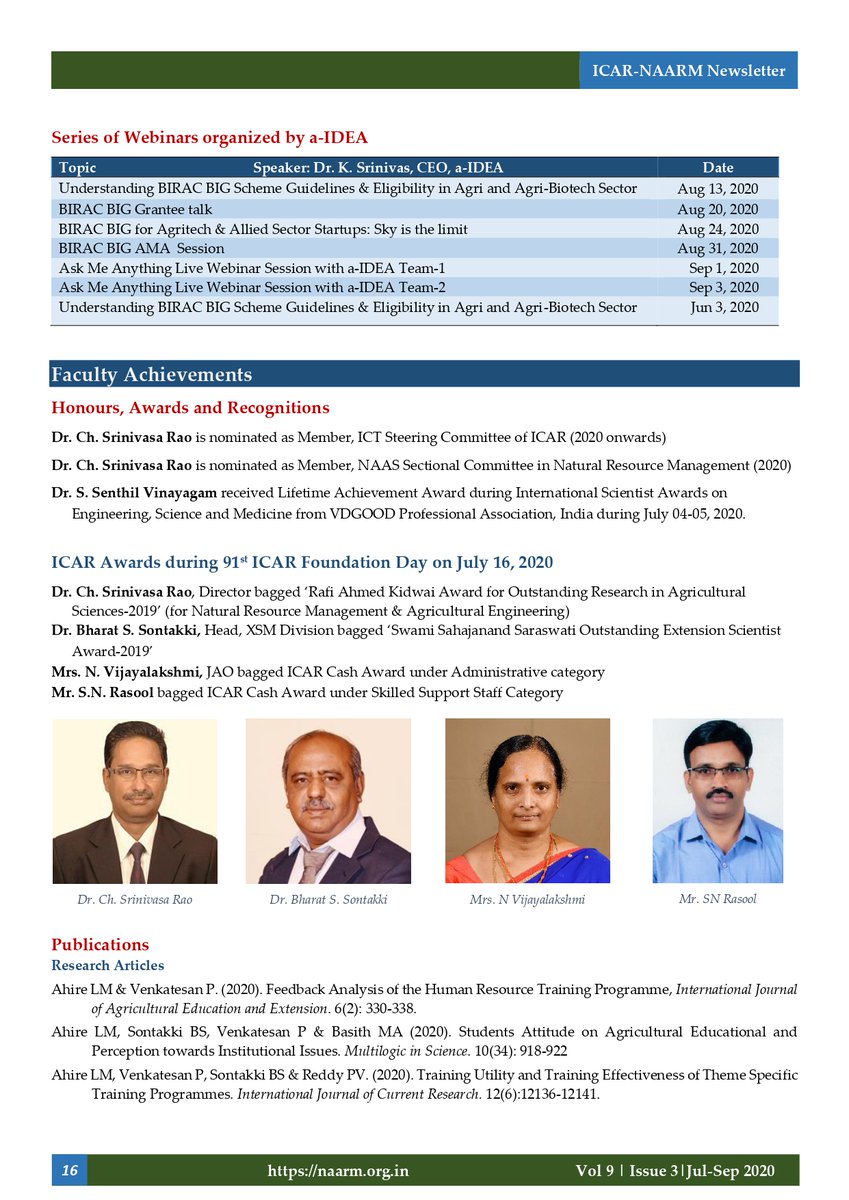 ICAR-NAARM Newsletter
Series of Webinars organized by a-IDEA
Topic Speaker: Dr. K. Srinivas, CEO, a-IDEA Date
Understanding BIRAC BIG Scheme Guidelines & Eligibility in Agri and Agri-Biotech Sector Aug 13, 2020
BIRAC BIG Grantee talk Aug 20, 2020
BIRAC BIG for Agritech & Allied Sector Startups: Sky is the limit Aug 24, 2020
BIRAC BIG AMA Session Aug 31, 2020
Ask Me Anything Live Webinar Session with a-IDEA Team-1 Sep 1, 2020
Ask Me Anything Live Webinar Session with a-IDEA Team-2 Sep 3, 2020
Understanding BIRAC BIG Scheme Guidelines & Eligibility in Agri and Agri-Biotech Sector Jun 3, 2020
Faculty Achievements
Honours, Awards and Recognitions
Dr. Ch. Srinivasa Rao is nominated as Member, ICT Steering Committee of ICAR (2020 onwards)
Dr. Ch. Srinivasa Rao is nominated as Member, NAAS Sectional Committee in Natural Resource Management (2020)
Dr. S. Senthil Vinayagam received Lifetime Achievement Award during International Scientist Awards on
Engineering, Science and Medicine from VDGOOD Professional Association, India during July 04-05, 2020.
ICAR Awards during 91st ICAR Foundation Day on July 16, 2020
Dr. Ch. Srinivasa Rao, Director bagged ‘Rafi Ahmed Kidwai Award for Outstanding Research in Agricultural
Sciences-2019’ (for Natural Resource Management & Agricultural Engineering)
Dr. Bharat S. Sontakki, Head, XSM Division bagged ‘Swami Sahajanand Saraswati Outstanding Extension Scientist
Award-2019’
Mrs. N. Vijayalakshmi, JAO bagged ICAR Cash Award under Administrative category
Mr. S.N. Rasool bagged ICAR Cash Award under Skilled Support Staff Category
Dr. Ch. Srinivasa Rao Dr. Bharat S. Sontakki Mrs. N Vijayalakshmi Mr. SN Rasool
Publications
Research Articles
Ahire LM & Venkatesan P. (2020). Feedback Analysis of the Human Resource Training Programme, International Journal
of Agricultural Education and Extension. 6(2): 330-338.
Ahire LM, Sontakki BS, Venkatesan P & Basith MA (2020). Students Attitude on Agricultural Educational and
Perception towards Institutional Issues. Multilogic in Science. 10(34): 918-922
Ahire LM, Venkatesan P, Sontakki BS & Reddy PV. (2020). Training Utility and Training Effectiveness of Theme Specific
Training Programmes. International Journal of Current Research. 12(6):12136-12141.
16 https://naarm.org.in Vol 9 | Issue 3|Jul-Sep 2020